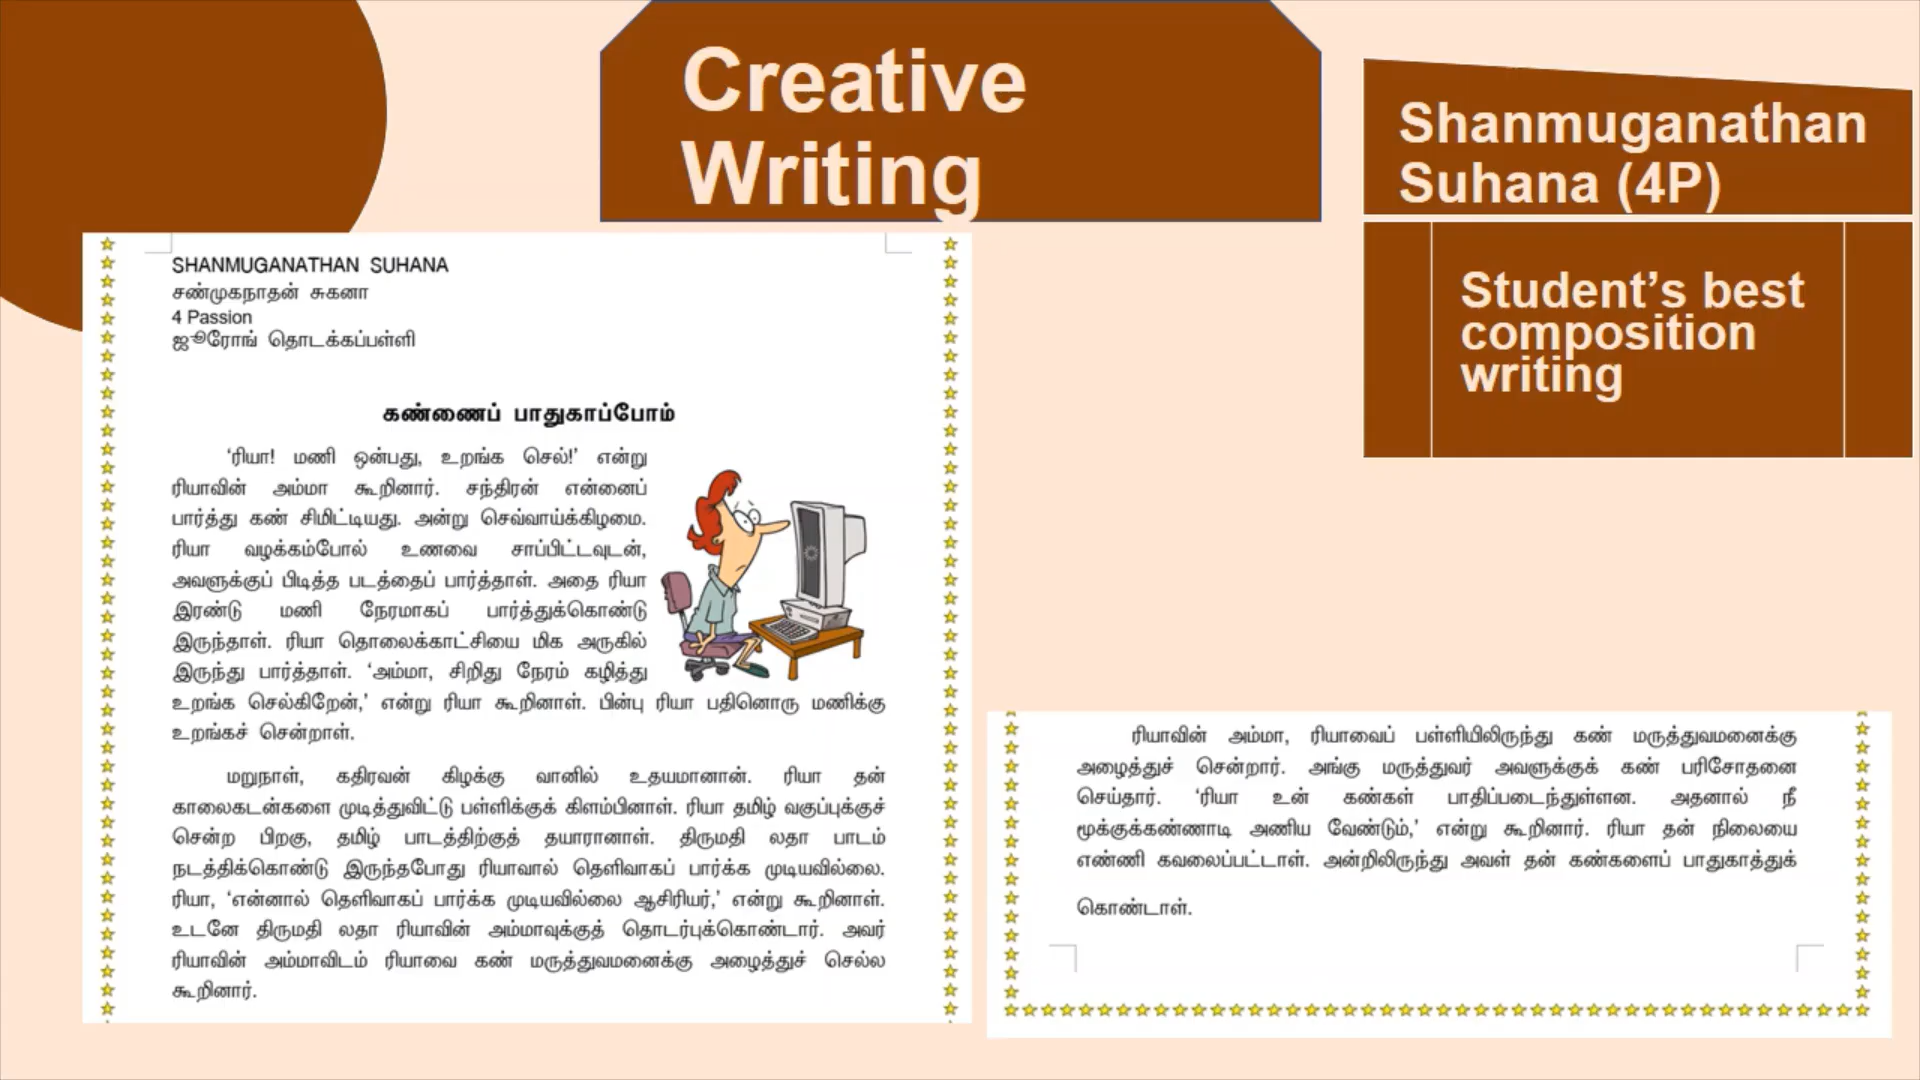 Creative
Writing
Shanmuganathan
Suhana (4P)
Student’s best
composition
writing
SHANMUGANATHAN SUHANA
சண்முகநாதன் சுகனா
4 Passion
ஜூரோங் தொடக்கப்பள்ளி
கண்ணைப் பாதுகாப்போம்
‘ரியா! மணி ஒன்பது, உறங்க செல்!’ என்று
ரியாவின் அம்மா கூறினார். சந்திரன் என்னைப்
பார்த்து கண் சிமிட்டியது. அன்று செவ்வாய்க்கிழமை.
ரியா வழக்கம்போல் உணவை சாப்பிட்டவுடன்,
அவளுக்குப் பிடித்த படத்தைப் பார்த்தாள். அதை ரியா
இரண்டு மணி நேரமாகப் பார்த்துக்கொண்டு
இருந்தாள். ரியா தொலைக்காட்சியை மிக அருகில்
இருந்து பார்த்தாள். ‘அம்மா, சிறிது நேரம் கழித்து
உறங்க செல்கிறேன்,’ என்று ரியா கூறினாள். பின்பு ரியா பதினொரு மணிக்கு
உறங்கச் சென்றாள்.
மறுநாள், கதிரவன் கிழக்கு வானில் உதயமானான். ரியா தன்
காலைகடன்களை முடித்துவிட்டு பள்ளிக்குக் கிளம்பினாள். ரியா தமிழ் வகுப்புக்குச்
சென்ற பிறகு, தமிழ் பாடத்திற்குத் தயாரானாள். திருமதி லதா பாடம்
நடத்திக்கொண்டு இருந்தபோது ரியாவால் தெளிவாகப் பார்க்க முடியவில்லை.
ரியா, ‘என்னால் தெளிவாகப் பார்க்க முடியவில்லை ஆசிரியர்,’ என்று கூறினாள்.
உடனே திருமதி லதா ரியாவின் அம்மாவுக்குத் தொடர்புக்கொண்டார். அவர்
ரியாவின் அம்மாவிடம் ரியாவை கண் மருத்துவமனைக்கு அழைத்துச் செல்ல
கூறினார்.
ரியாவின் அம்மா, ரியாவைப் பள்ளியிலிருந்து கண் மருத்துவமனைக்கு
அழைத்துச் சென்றார். அங்கு மருத்துவர் அவளுக்குக் கண் பரிசோதனை
செய்தார். ‘ரியா உன் கண்கள் பாதிப்படைந்துள்ளன. அதனால் நீ
மூக்குக்கண்ணாடி அணிய வேண்டும்,’ என்று கூறினார். ரியா தன் நிலையை
எண்ணி கவலைப்பட்டாள். அன்றிலிருந்து அவள் தன் கண்களைப் பாதுகாத்துக்
கொண்டாள்.